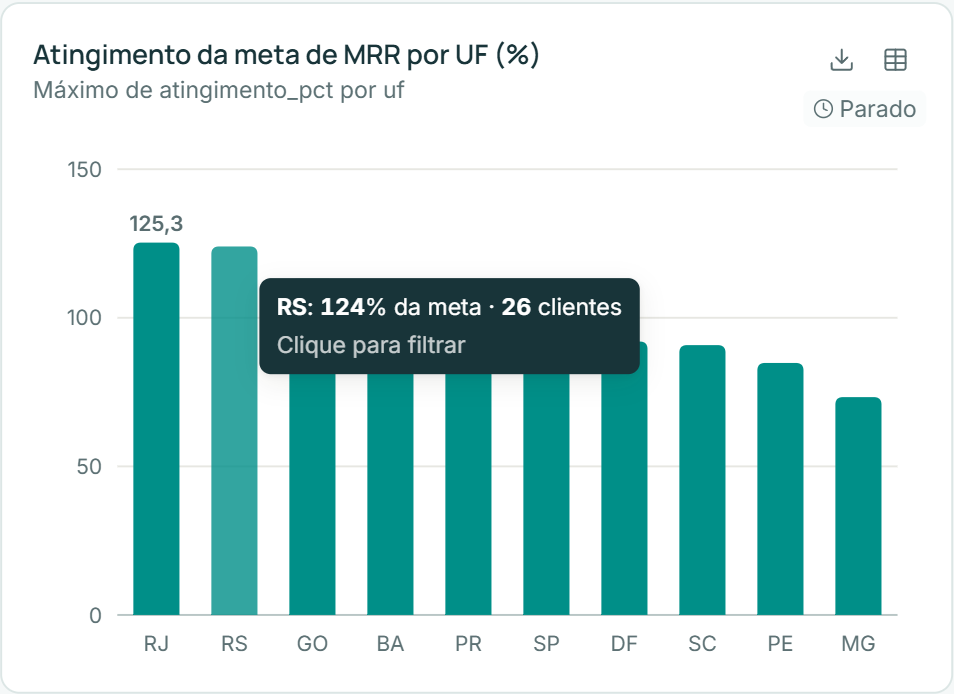 Atingimento da meta de MRR por UF (%)
Máximo de atingimento_pct por uf
Parado
150
125,3
RS: 124% da meta · 26 clientes
100
Clique para filtrar
50
0
RJ RS GO BA PR SP DF SC PE MG